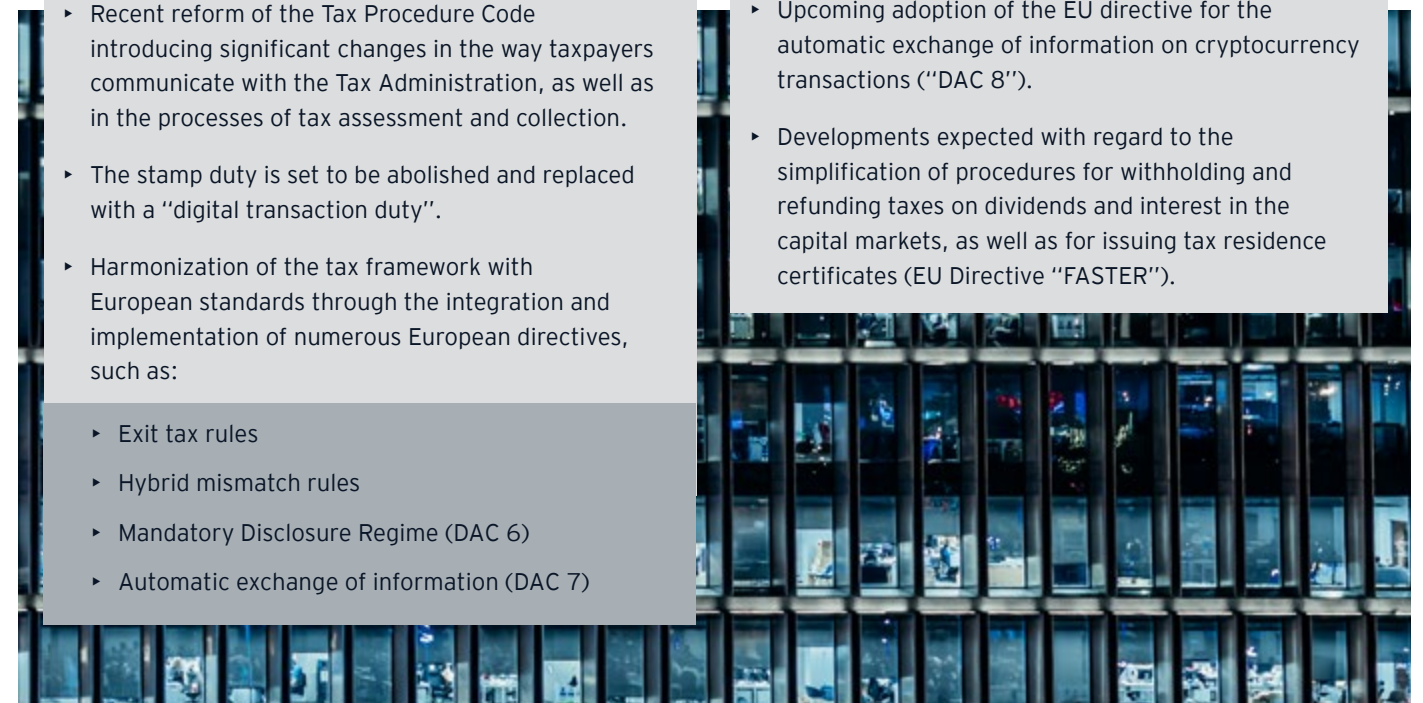 ▸ Recent reform of the Tax Procedure Code
introducing significant changes in the way taxpayers
communicate with the Tax Administration, as well as
in the processes of tax assessment and collection.
▸ The stamp duty is set to be abolished and replaced
with a “digital transaction duty”.
▸ Harmonization of the tax framework with
European standards through the integration and
implementation of numerous European directives,
such as:
▸ Exit tax rules
▸ Hybrid mismatch rules
▸ Mandatory Disclosure Regime (DAC 6)
▸ Automatic exchange of information (DAC 7)
▸ Upcoming adoption of the EU directive for the
automatic exchange of information on cryptocurrency
transactions (“DAC 8”).
▸ Developments expected with regard to the
simplification of procedures for withholding and
refunding taxes on dividends and interest in the
capital markets, as well as for issuing tax residence
certificates (EU Directive “FASTER”).